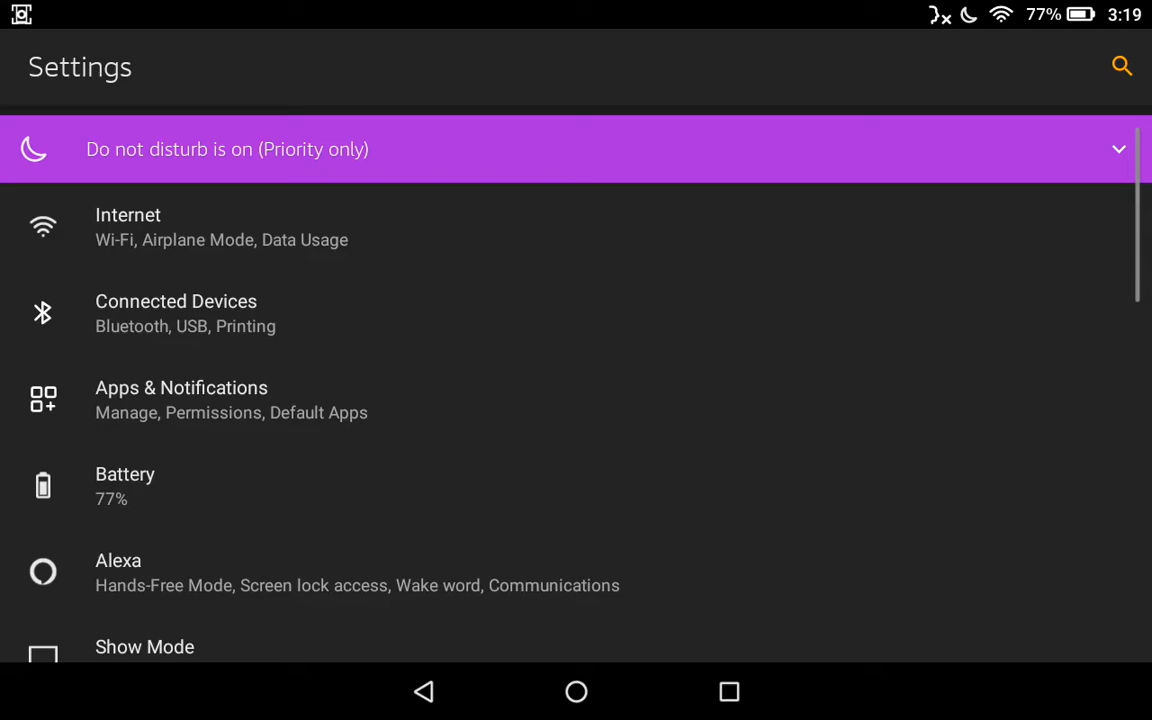 77% 3:19
Settings
Do not disturb is on (Priority only)
Internet
Wi-Fi, Airplane Mode, Data Usage
Connected Devices
Bluetooth, USB, Printing
Apps & Notifications
Manage, Permissions, Default Apps
Battery
77%
Alexa
Hands-Free Mode, Screen lock access, Wake word, Communications
Show Mode